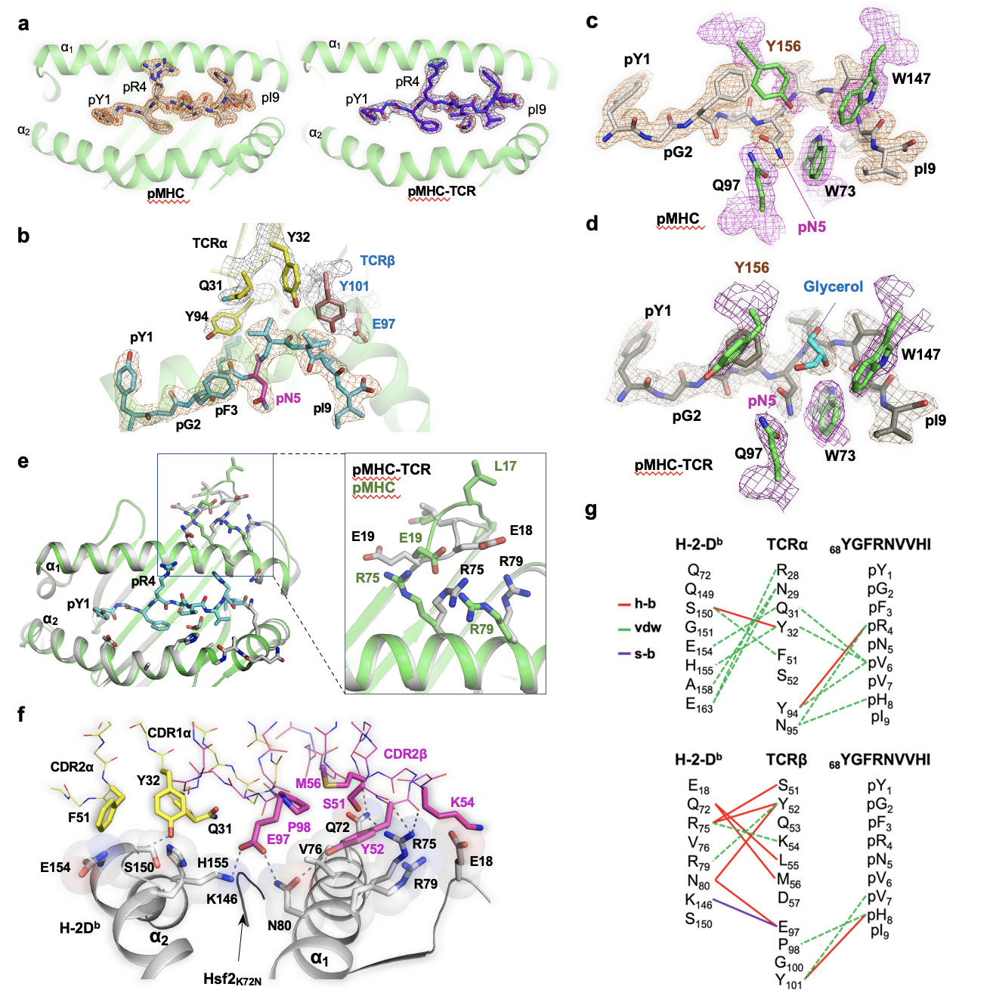 a
α1
pR4
pY1
pI9
α2
pMHC
α1
pR4
pY1
pI9
α2
pMHC-TCR
b
TCRα
Y32
TCRβ
Q31
Y101
Y94
E97
pY1
pN5
pF3
pI9
pG2
c
pY1
Y156
W147
pG2
pI9
Q97
W73
pMHC
pN5
d
Y156
Glycerol
pY1
W147
pN5
pG2
pI9
Q97
W73
pMHC-TCR
e
α1
pR4
pY1
α2
pMHC-TCR
pMHC
L17
E19
E19
E18
R75
R75
R79
R79
f
CDR1α
CDR2α
CDR2β
Y32
M56
S51
K54
F51
Q31
P98
Q72
E97
R75
V76
Y52
E154
S150
H155
E18
K146
R79
N80
H-2Db
α2
α1
Hsf2K72N
g
H-2-Db TCRα 68YGFRNVVHI
h-b
vdw
s-b
Q72
Q149
S150
G151
E154
H155
A158
E163
R28
N29
Q31
Y32
F51
S52
Y94
N95
pY1
pG2
pF3
pR4
pN5
pV6
pV7
pH8
pI9
H-2-Db TCRβ 68YGFRNVVHI
E18
Q72
R75
V76
R79
N80
K146
S150
S51
Y52
Q53
K54
L55
M56
D57
E97
P98
G100
Y101
pY1
pG2
pF3
pR4
pN5
pV6
pV7
pH8
pI9